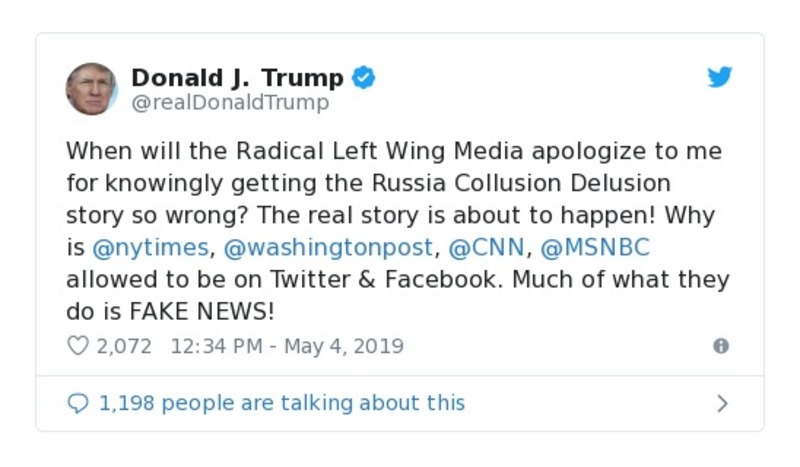 Donald J. Trump
@realDonaldTrump
When will the Radical Left Wing Media apologize to me
for knowingly getting the Russia Collusion Delusion
story so wrong? The real story is about to happen! Why
is @nytimes, @washingtonpost, @CNN, @MSNBC
allowed to be on Twitter & Facebook. Much of what they
do is FAKE NEWS!
2,072 12:34 PM - May 4, 2019
1,198 people are talking about this